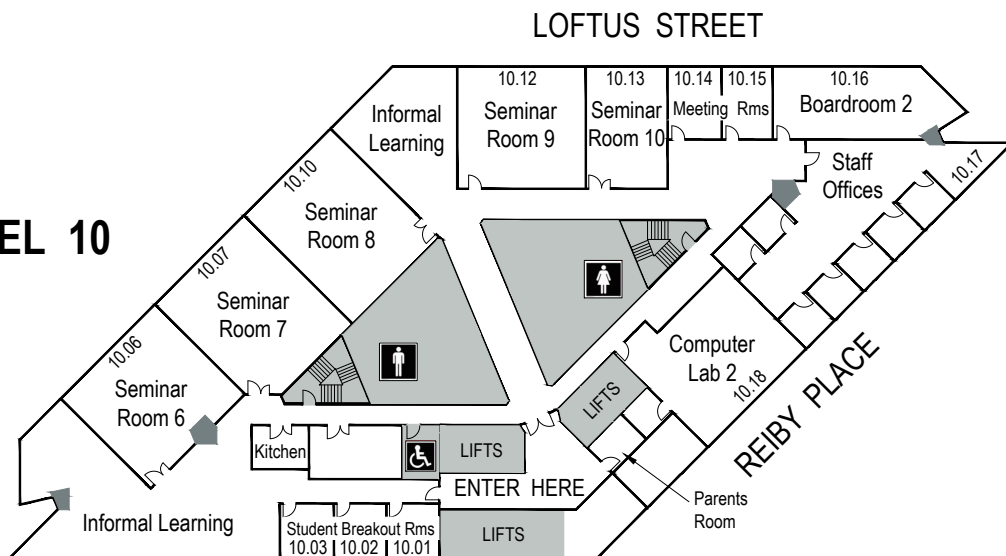 LOFTUS STREET
10.12
Seminar
Room 9
10.13
Seminar
Room 10
10.14
10.15
Meeting Rms
10.16
Boardroom 2
Informal
Learning
10.10
Seminar
Room 8
Staff
Offices
10.17
EL 10
10.07
Seminar
Room 7
10.06
Seminar
Room 6
Computer
Lab 2
10.18
REIBY PLACE
LIFTS
Kitchen
LIFTS
ENTER HERE
Parents
Room
Informal Learning
Student Breakout Rms
10.03 10.02 10.01
LIFTS